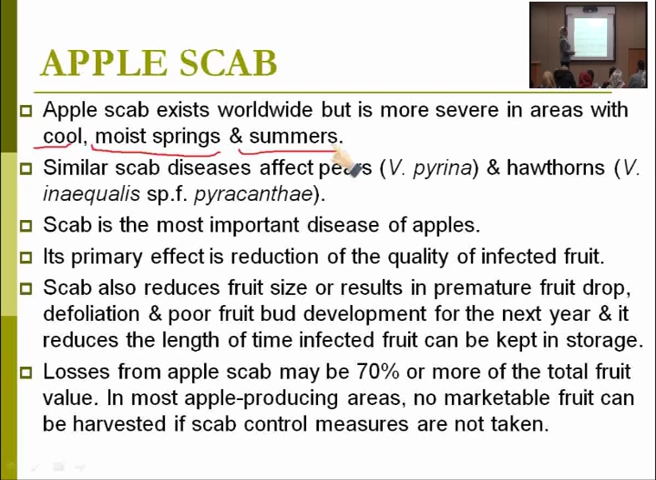 APPLE SCAB
Apple scab exists worldwide but is more severe in areas with
cool, moist springs & summers.
Similar scab diseases affect pears (V. pyrina) & hawthorns (V.
inaequalis sp.f. pyracanthae).
Scab is the most important disease of apples.
Its primary effect is reduction of the quality of infected fruit.
Scab also reduces fruit size or results in premature fruit drop,
defoliation & poor fruit bud development for the next year & it
reduces the length of time infected fruit can be kept in storage.
Losses from apple scab may be 70% or more of the total fruit
value. In most apple-producing areas, no marketable fruit can
be harvested if scab control measures are not taken.